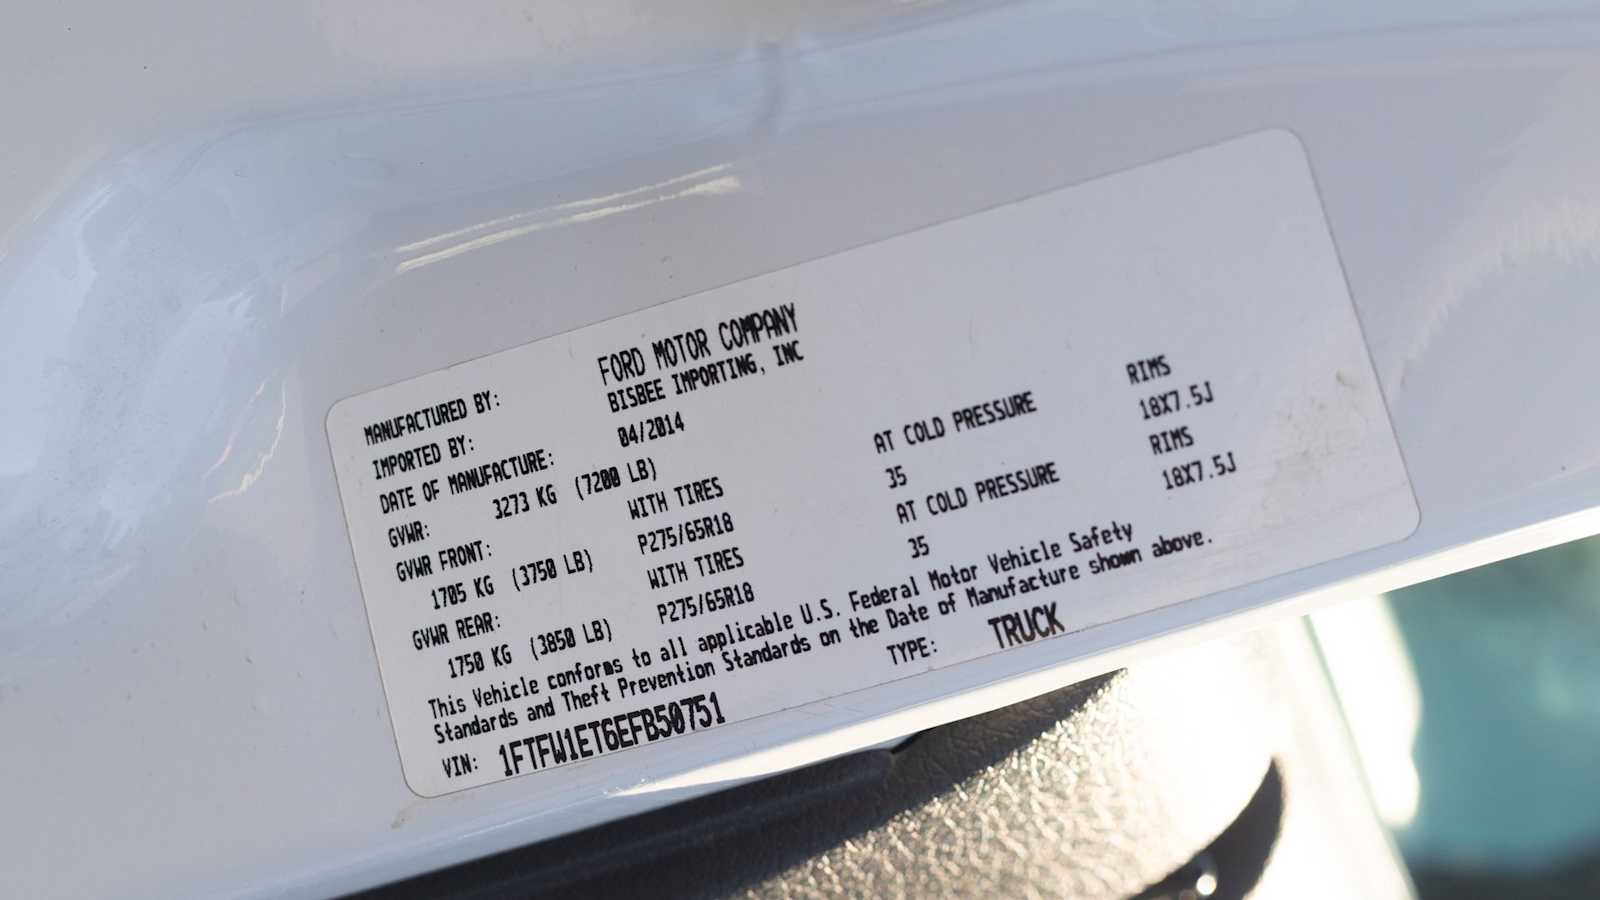 MANUFACTURED BY: FORD MOTOR COMPANY
IMPORTED BY: BISBEE IMPORTING, INC
DATE OF MANUFACTURE: 04/2014
GVWR: 3273 KG (7200 LB)
GVWR FRONT: WITH TIRES AT COLD PRESSURE RIMS
1705 KG (3750 LB) P275/65R18 35 18X7.5J
GVWR REAR: WITH TIRES AT COLD PRESSURE RIMS
1750 KG (3850 LB) P275/65R18 35 18X7.5J
This Vehicle conforms to all applicable U.S. Federal Motor Vehicle Safety
Standards and Theft Prevention Standards on the Date of Manufacture shown above.
VIN: 1FTFW1ET6EFB50751 TYPE: TRUCK